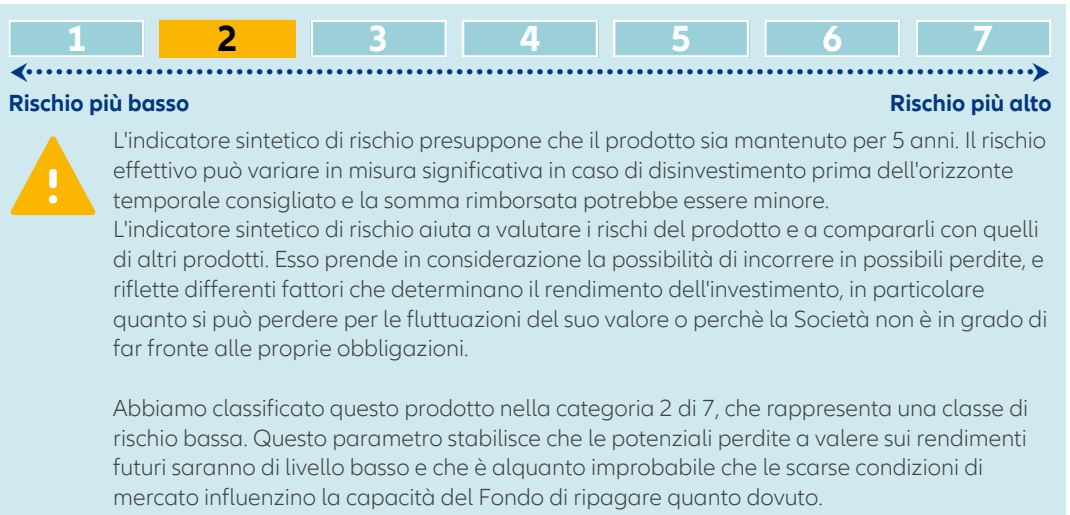 1 2 3 4 5 6 7
Rischio più basso Rischio più alto
L'indicatore sintetico di rischio presuppone che il prodotto sia mantenuto per 5 anni. Il rischio
effettivo può variare in misura significativa in caso di disinvestimento prima dell'orizzonte
temporale consigliato e la somma rimborsata potrebbe essere minore.
L'indicatore sintetico di rischio aiuta a valutare i rischi del prodotto e a compararli con quelli
di altri prodotti. Esso prende in considerazione la possibilità di incorrere in possibili perdite, e
riflette differenti fattori che determinano il rendimento dell'investimento, in particolare
quanto si può perdere per le fluttuazioni del suo valore o perchè la Società non è in grado di
far fronte alle proprie obbligazioni.
Abbiamo classificato questo prodotto nella categoria 2 di 7, che rappresenta una classe di
rischio bassa. Questo parametro stabilisce che le potenziali perdite a valere sui rendimenti
futuri saranno di livello basso e che è alquanto improbabile che le scarse condizioni di
mercato influenzino la capacità del Fondo di ripagare quanto dovuto.